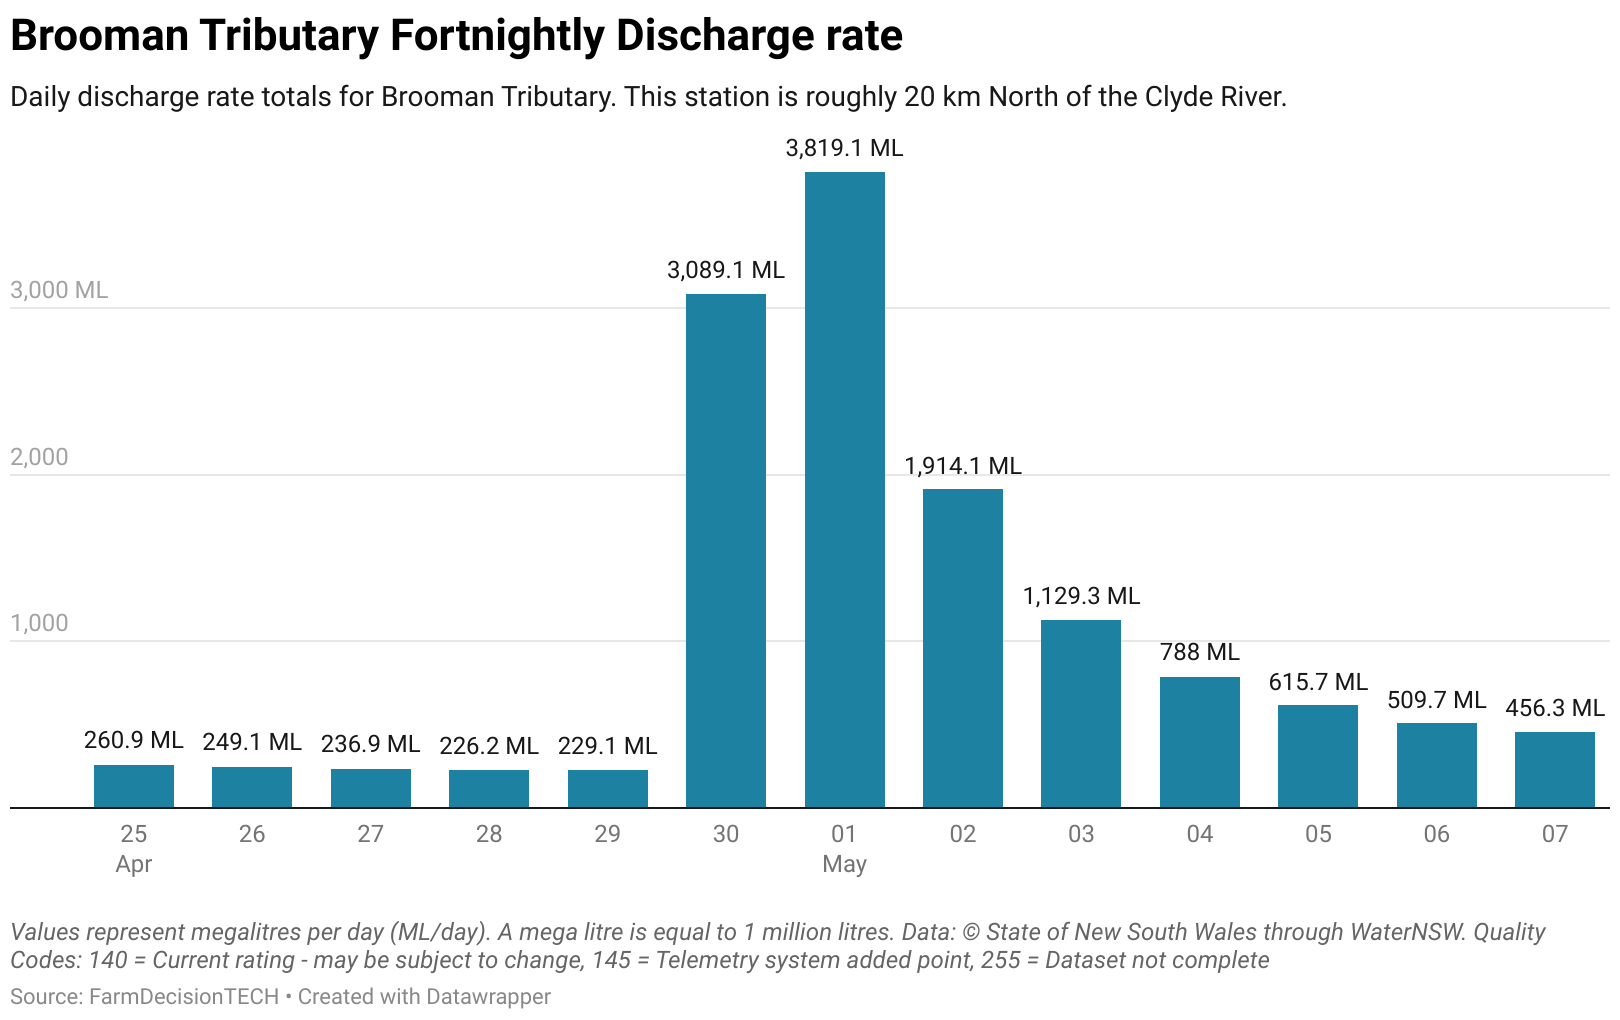 Brooman Tributary Fortnightly Discharge rate
Daily discharge rate totals for Brooman Tributary. This station is roughly 20 km North of the Clyde River.
3,819.1 ML
3,089.1 ML
3,000 ML
2,000
1,914.1 ML
1,129.3 ML
1,000
788 ML
615.7 ML
509.7 ML
456.3 ML
260.9 ML
249.1 ML
236.9 ML
226.2 ML
229.1 ML
25 26 27 28 29 30 01 02 03 04 05 06 07
Apr May
Values represent megalitres per day (ML/day). A mega litre is equal to 1 million litres. Data: © State of New South Wales through WaterNSW. Quality
Codes: 140 = Current rating - may be subject to change, 145 = Telemetry system added point, 255 = Dataset not complete
Source: FarmDecisionTECH • Created with Datawrapper